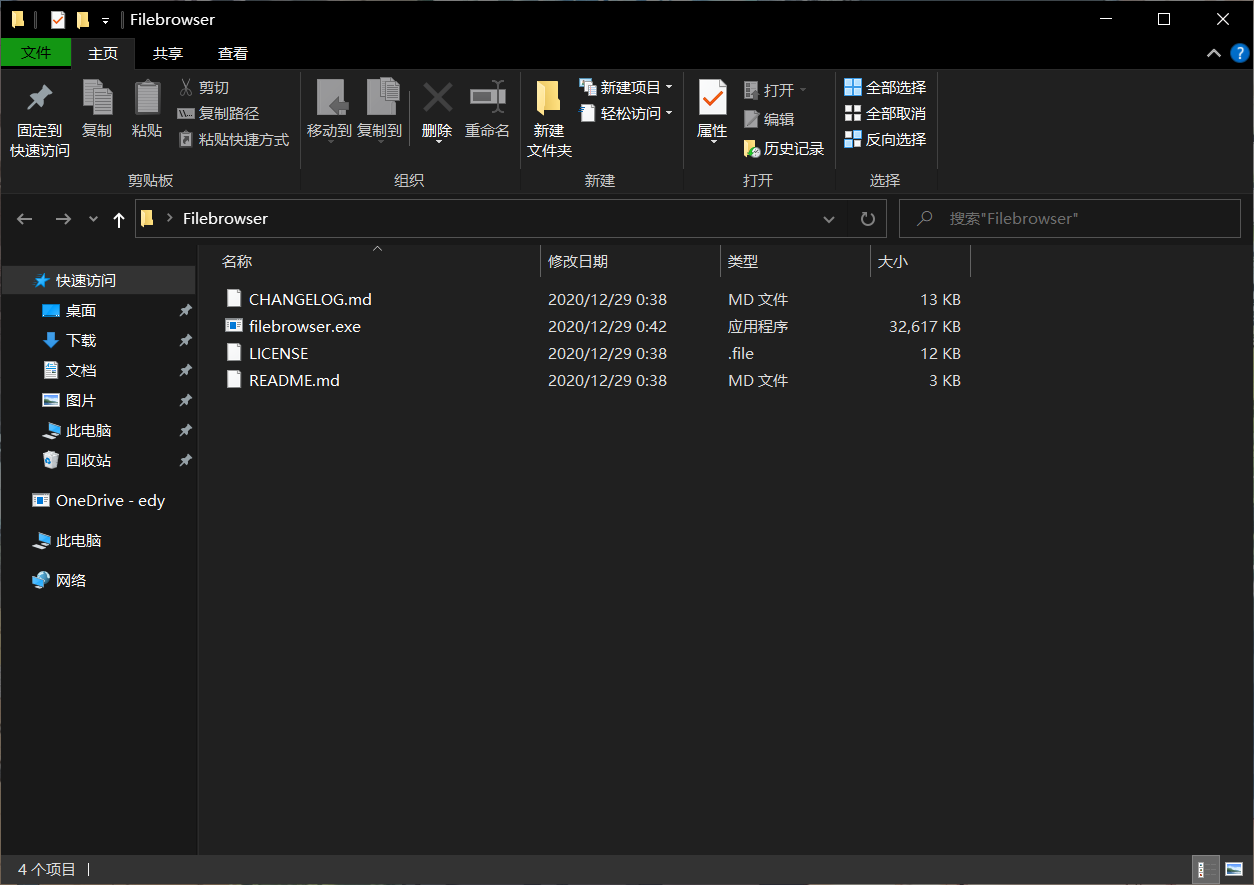 Filebrowser
文件 主页 共享 查看
?
固定到
快速访问
复制
粘贴
剪切
复制路径
粘贴快捷方式
剪贴板
移动到
复制到
删除
重命名
组织
新建
文件夹
新建项目
轻松访问
新建
属性
打开
编辑
历史记录
打开
全部选择
全部取消
反向选择
选择
Filebrowser
搜索"Filebrowser"
快速访问
桌面
下载
文档
图片
此电脑
回收站
OneDrive - edy
此电脑
网络
名称 修改日期 类型 大小
CHANGELOG.md 2020/12/29 0:38 MD 文件 13 KB
filebrowser.exe 2020/12/29 0:42 应用程序 32,617 KB
LICENSE 2020/12/29 0:38 .file 12 KB
README.md 2020/12/29 0:38 MD 文件 3 KB
4 个项目